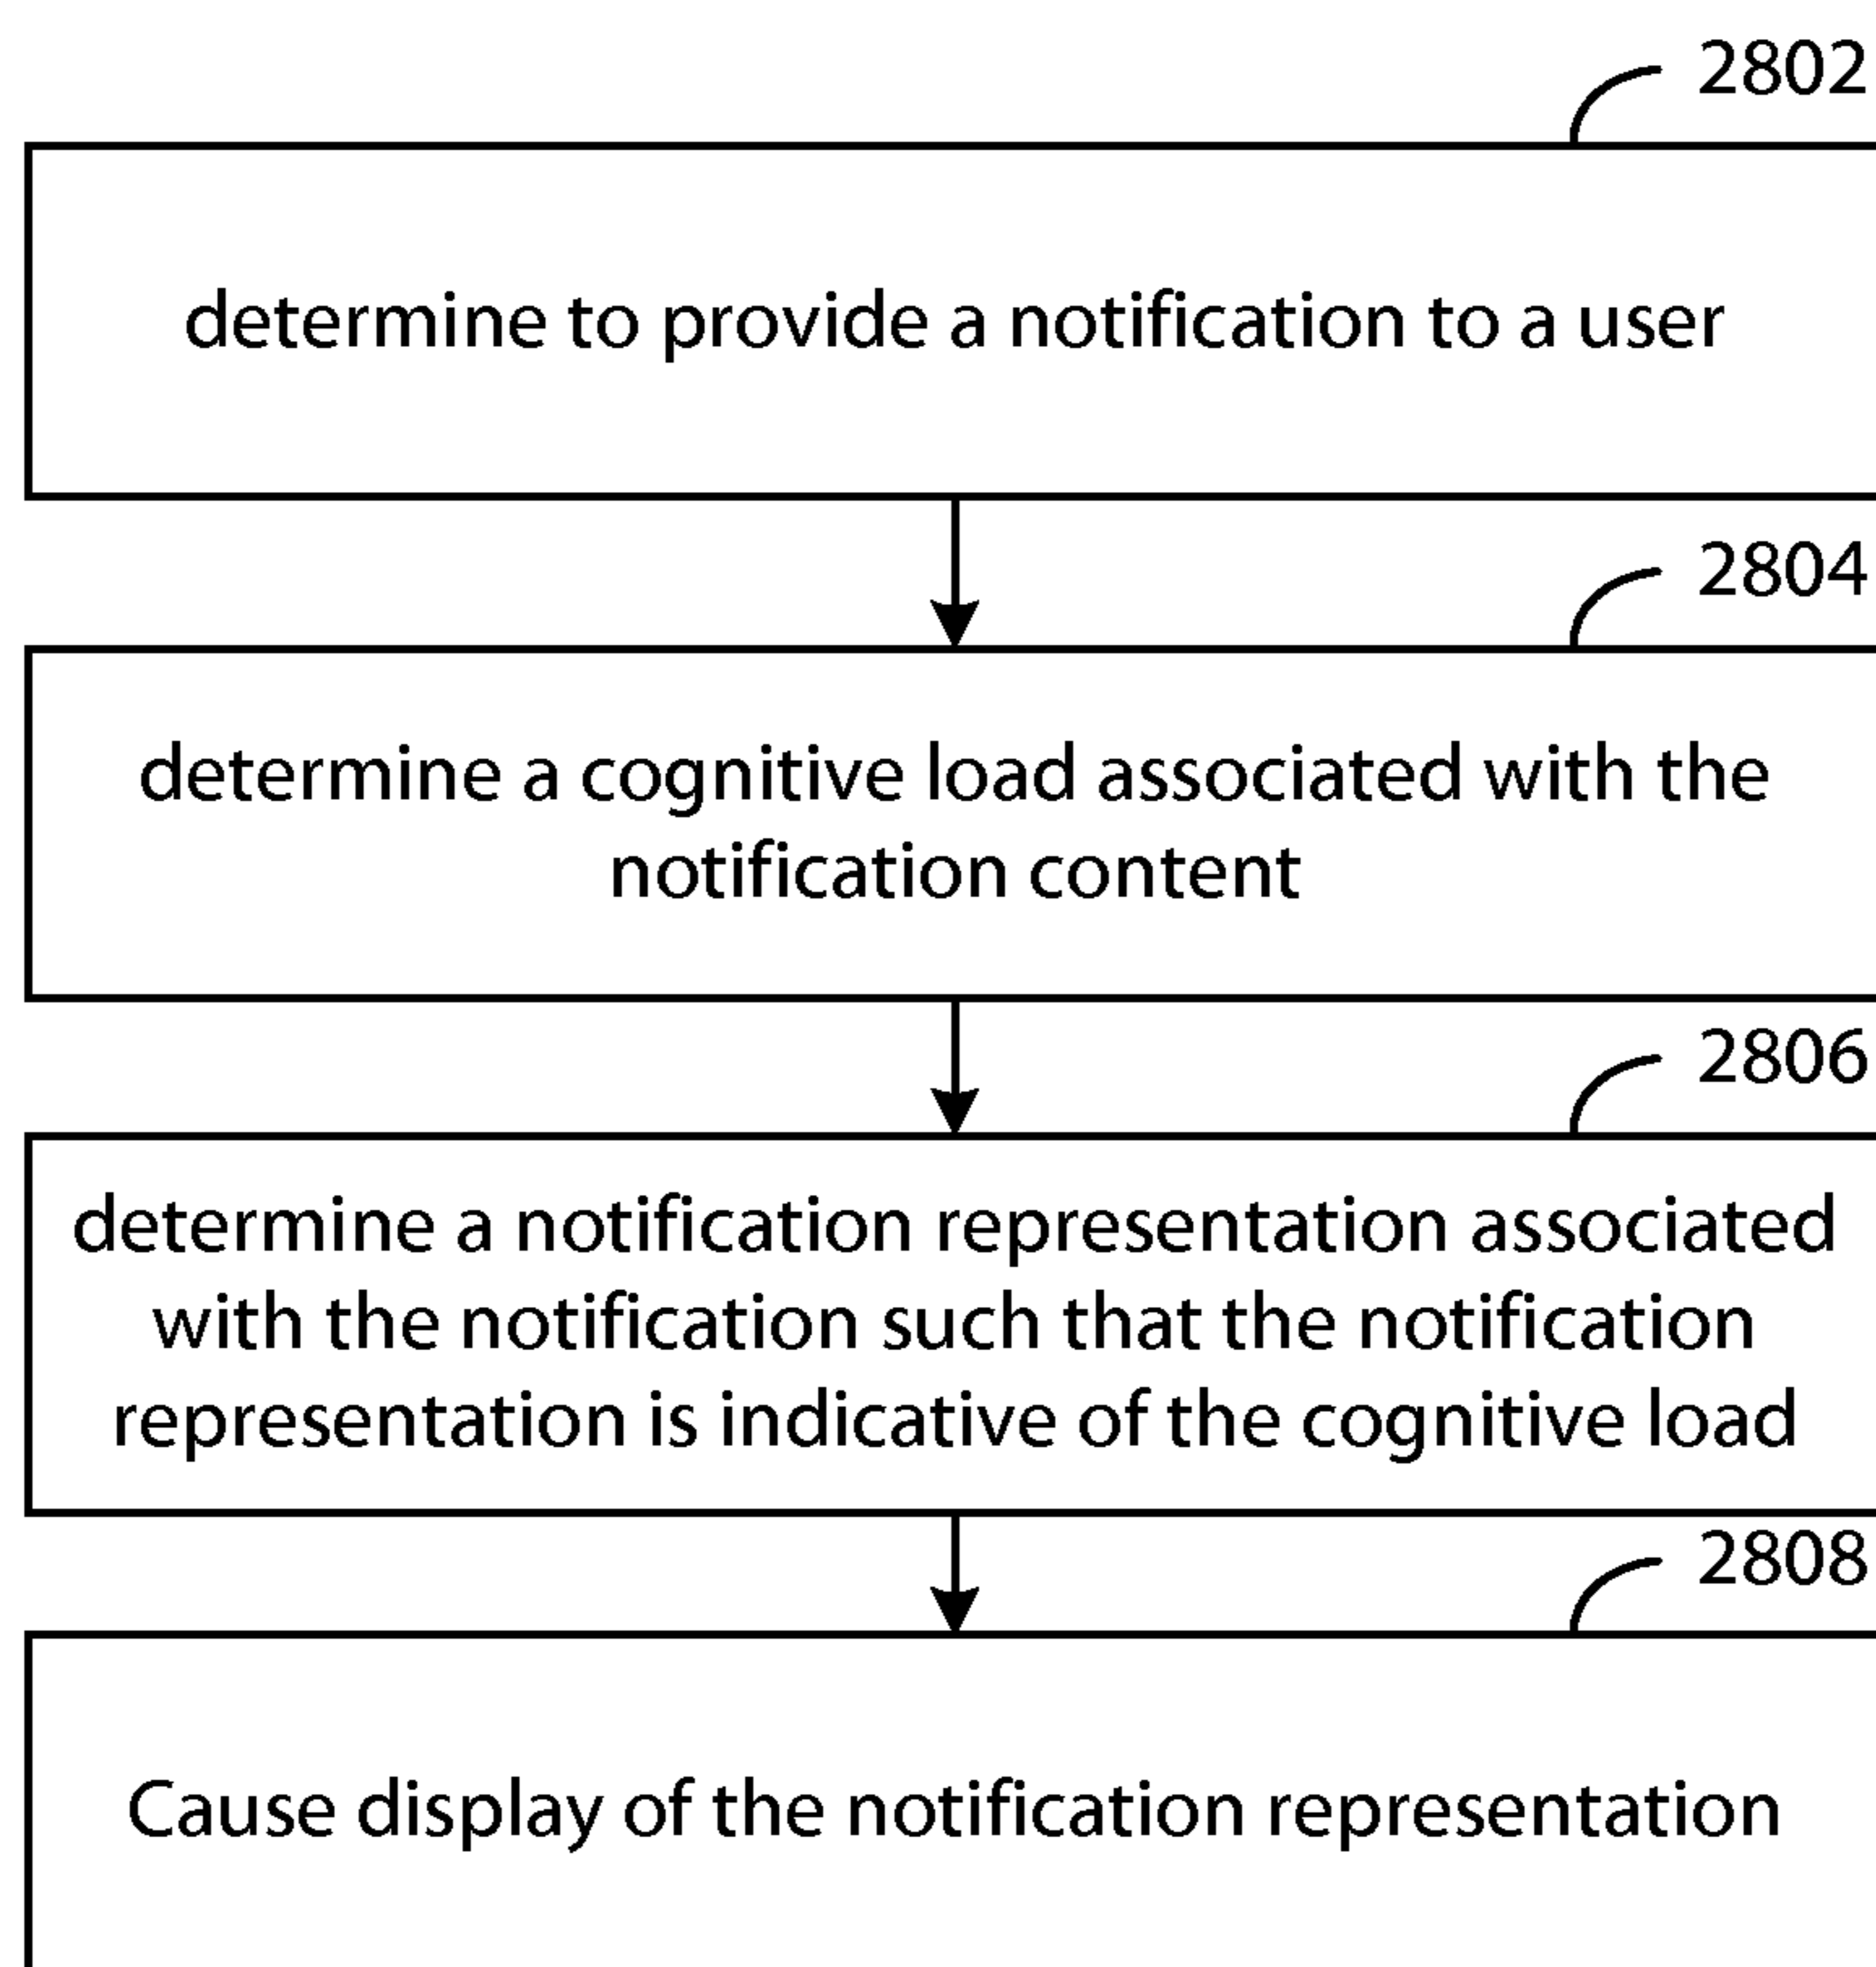 2802
determine to provide a notification to a user
2804
determine a cognitive load associated with the
notification content
2806
determine a notification representation associated
with the notification such that the notification
representation is indicative of the cognitive load
2808
Cause display of the notification representation